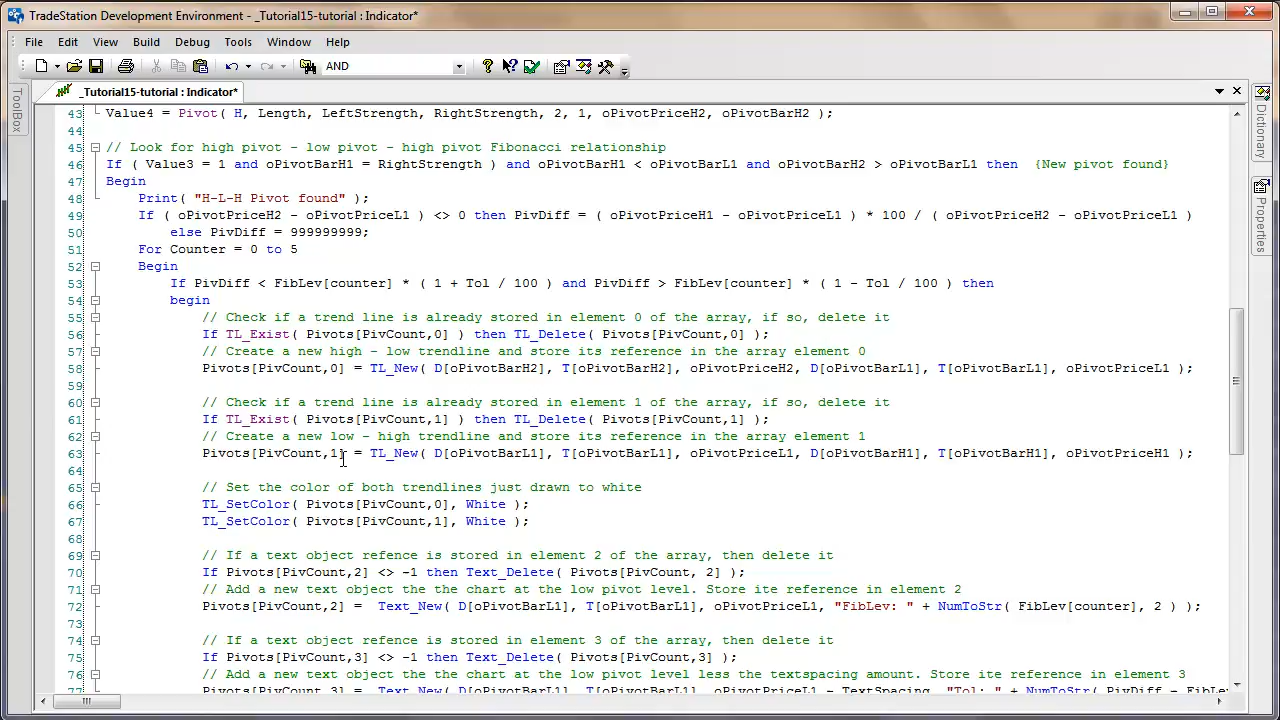 TradeStation Development Environment - _Tutorial15-tutorial : Indicator*
File Edit View Build Debug Tools Window Help
AND
_Tutorial15-tutorial : Indicator*
ToolBox
Dictionary
Properties
43 Value4 = Pivot( H, Length, LeftStrength, RightStrength, 2, 1, oPivotPriceH2, oPivotBarH2 );
44
45 // Look for high pivot - low pivot - high pivot Fibonacci relationship
46 If ( Value3 = 1 and oPivotBarH1 = RightStrength ) and oPivotBarH1 < oPivotBarL1 and oPivotBarH2 > oPivotBarL1 then {New pivot found}
47 Begin
48 Print( "H-L-H Pivot found" );
49 If ( oPivotPriceH2 - oPivotPriceL1 ) <> 0 then PivDiff = ( oPivotPriceH1 - oPivotPriceL1 ) * 100 / ( oPivotPriceH2 - oPivotPriceL1 )
50 else PivDiff = 999999999;
51 For Counter = 0 to 5
52 Begin
53 If PivDiff < FibLev[counter] * ( 1 + Tol / 100 ) and PivDiff > FibLev[counter] * ( 1 - Tol / 100 ) then
54 begin
55 // Check if a trend line is already stored in element 0 of the array, if so, delete it
56 If TL_Exist( Pivots[PivCount,0] ) then TL_Delete( Pivots[PivCount,0] );
57 // Create a new high - low trendline and store its reference in the array element 0
58 Pivots[PivCount,0] = TL_New( D[oPivotBarH2], T[oPivotBarH2], oPivotPriceH2, D[oPivotBarL1], T[oPivotBarL1], oPivotPriceL1 );
59
60 // Check if a trend line is already stored in element 1 of the array, if so, delete it
61 If TL_Exist( Pivots[PivCount,1] ) then TL_Delete( Pivots[PivCount,1] );
62 // Create a new low - high trendline and store its reference in the array element 1
63 Pivots[PivCount,1] = TL_New( D[oPivotBarL1], T[oPivotBarL1], oPivotPriceL1, D[oPivotBarH1], T[oPivotBarH1], oPivotPriceH1 );
64
65 // Set the color of both trendlines just drawn to white
66 TL_SetColor( Pivots[PivCount,0], White );
67 TL_SetColor( Pivots[PivCount,1], White );
68
69 // If a text object refence is stored in element 2 of the array, then delete it
70 If Pivots[PivCount,2] <> -1 then Text_Delete( Pivots[PivCount, 2] );
71 // Add a new text object the the chart at the low pivot level. Store ite reference in element 2
72 Pivots[PivCount,2] = Text_New( D[oPivotBarL1], T[oPivotBarL1], oPivotPriceL1, "FibLev: " + NumToStr( FibLev[counter], 2 ) );
73
74 // If a text object refence is stored in element 3 of the array, then delete it
75 If Pivots[PivCount,3] <> -1 then Text_Delete( Pivots[PivCount,3] );
76 // Add a new text object the the chart at the low pivot level less the textspacing amount. Store ite reference in element 3
77 Pivots[PivCount,3] = Text_New( D[oPivotBarL1], T[oPivotBarL1], oPivotPriceL1 - TextSpacing, "Tol: " + NumToStr( PivDiff - FibLe